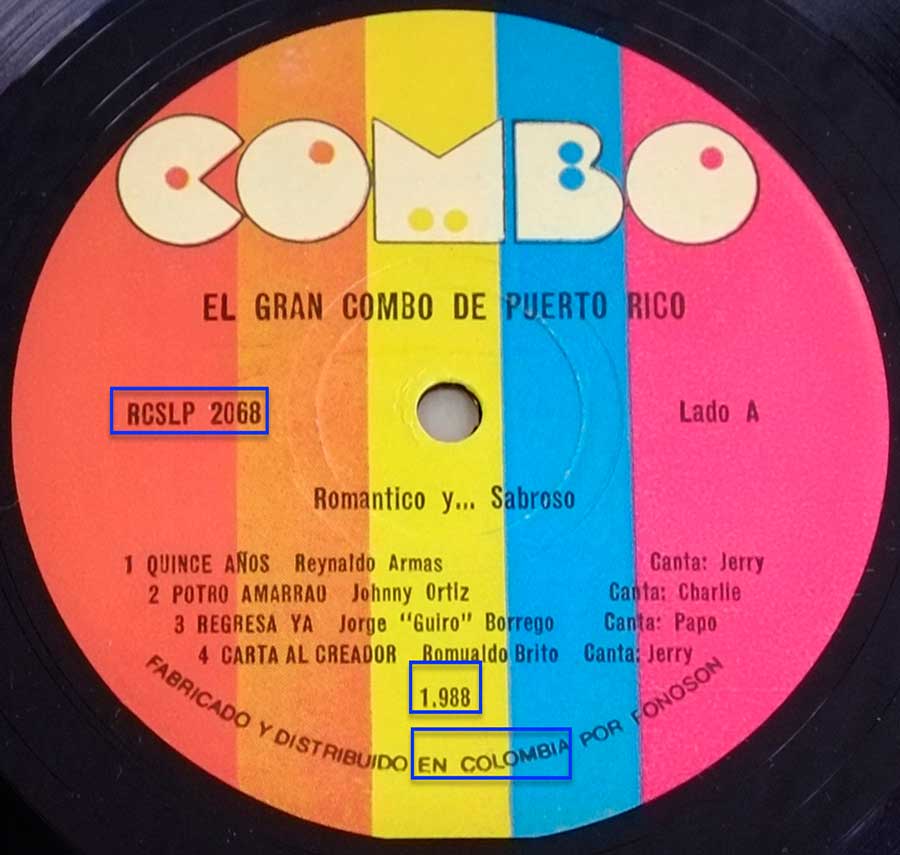 COMBO
EL GRAN COMBO DE PUERTO RICO
RCSLP 2068
Lado A
Romantico y... Sabroso
1 QUINCE AÑOS Reynaldo Armas Canta: Jerry
2 POTRO AMARRAO Johnny Ortiz Canta: Charlie
3 REGRESA YA Jorge "Guiro" Borrego Canta: Papo
4 CARTA AL CREADOR Romualdo Brito Canta: Jerry
1.988
FABRICADO Y DISTRIBUIDO EN COLOMBIA POR FONOSON